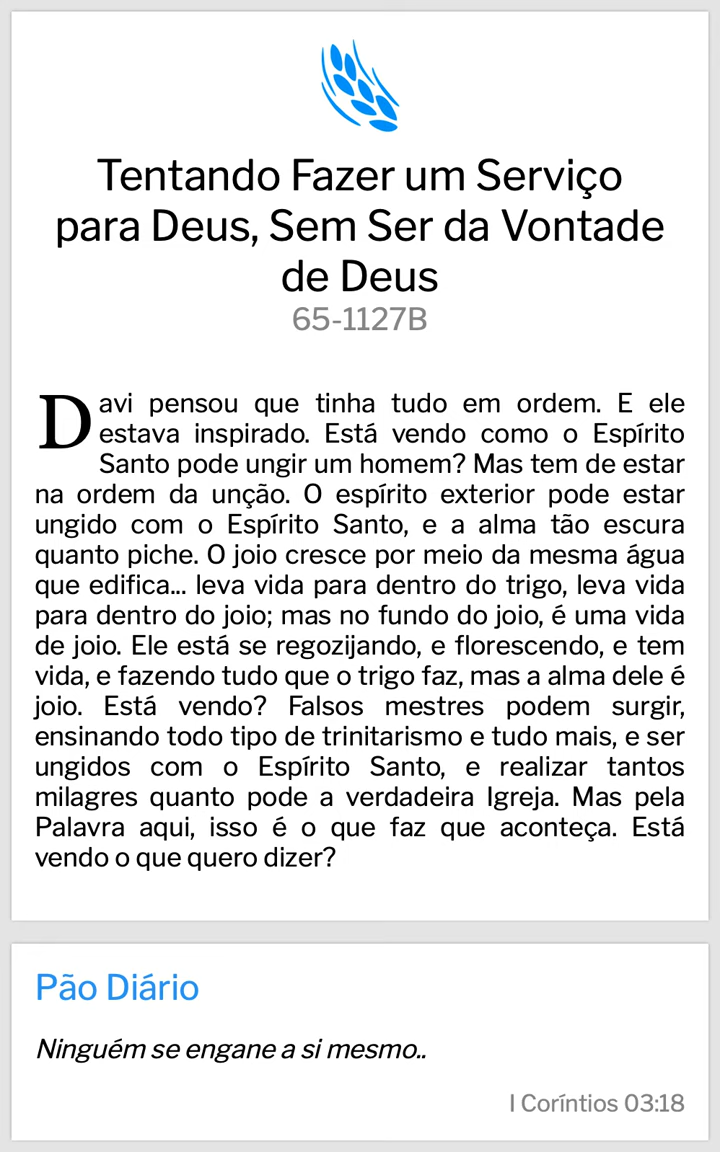 Tentando Fazer um Serviço
para Deus, Sem Ser da Vontade
de Deus
65-1127B
Davi pensou que tinha tudo em ordem. E ele
estava inspirado. Está vendo como o Espírito
Santo pode ungir um homem? Mas tem de estar
na ordem da unção. O espírito exterior pode estar
ungido com o Espírito Santo, e a alma tão escura
quanto piche. O joio cresce por meio da mesma água
que edifica... leva vida para dentro do trigo, leva vida
para dentro do joio; mas no fundo do joio, é uma vida
de joio. Ele está se regozijando, e florescendo, e tem
vida, e fazendo tudo que o trigo faz, mas a alma dele é
joio. Está vendo? Falsos mestres podem surgir,
ensinando todo tipo de trinitarismo e tudo mais, e ser
ungidos com o Espírito Santo, e realizar tantos
milagres quanto pode a verdadeira Igreja. Mas pela
Palavra aqui, isso é o que faz que aconteça. Está
vendo o que quero dizer?
Pão Diário
Ninguém se engane a si mesmo..
I Coríntios 03:18